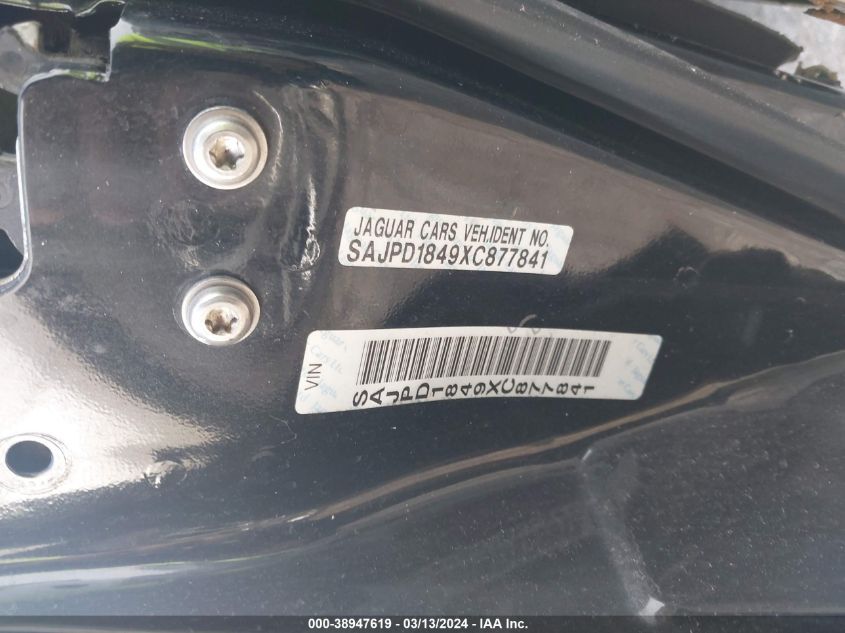 JAGUAR CARS VEH.IDENT NO.
SAJPD1849XC877841
VIN
SAJPD1849XC877841
000-38947619 - 03/13/2024 - IAA Inc.